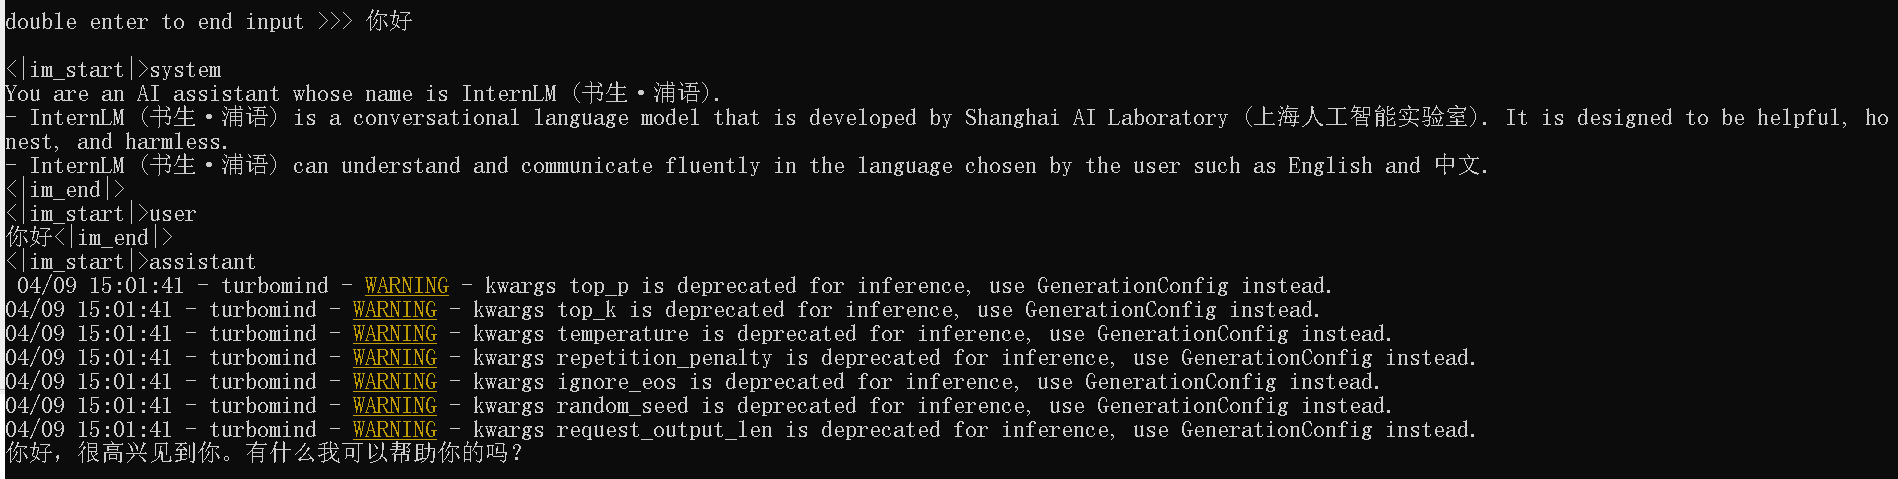 double enter to end input >>> 你好
<|im_start|>system
You are an AI assistant whose name is InternLM (书生·浦语).
- InternLM (书生·浦语) is a conversational language model that is developed by Shanghai AI Laboratory (上海人工智能实验室). It is designed to be helpful, ho
nest, and harmless.
- InternLM (书生·浦语) can understand and communicate fluently in the language chosen by the user such as English and 中文.
<|im_end|>
<|im_start|>user
你好<|im_end|>
<|im_start|>assistant
04/09 15:01:41 - turbomind - WARNING - kwargs top_p is deprecated for inference, use GenerationConfig instead.
04/09 15:01:41 - turbomind - WARNING - kwargs top_k is deprecated for inference, use GenerationConfig instead.
04/09 15:01:41 - turbomind - WARNING - kwargs temperature is deprecated for inference, use GenerationConfig instead.
04/09 15:01:41 - turbomind - WARNING - kwargs repetition_penalty is deprecated for inference, use GenerationConfig instead.
04/09 15:01:41 - turbomind - WARNING - kwargs ignore_eos is deprecated for inference, use GenerationConfig instead.
04/09 15:01:41 - turbomind - WARNING - kwargs random_seed is deprecated for inference, use GenerationConfig instead.
04/09 15:01:41 - turbomind - WARNING - kwargs request_output_len is deprecated for inference, use GenerationConfig instead.
你好，很高兴见到你。有什么我可以帮助你的吗？